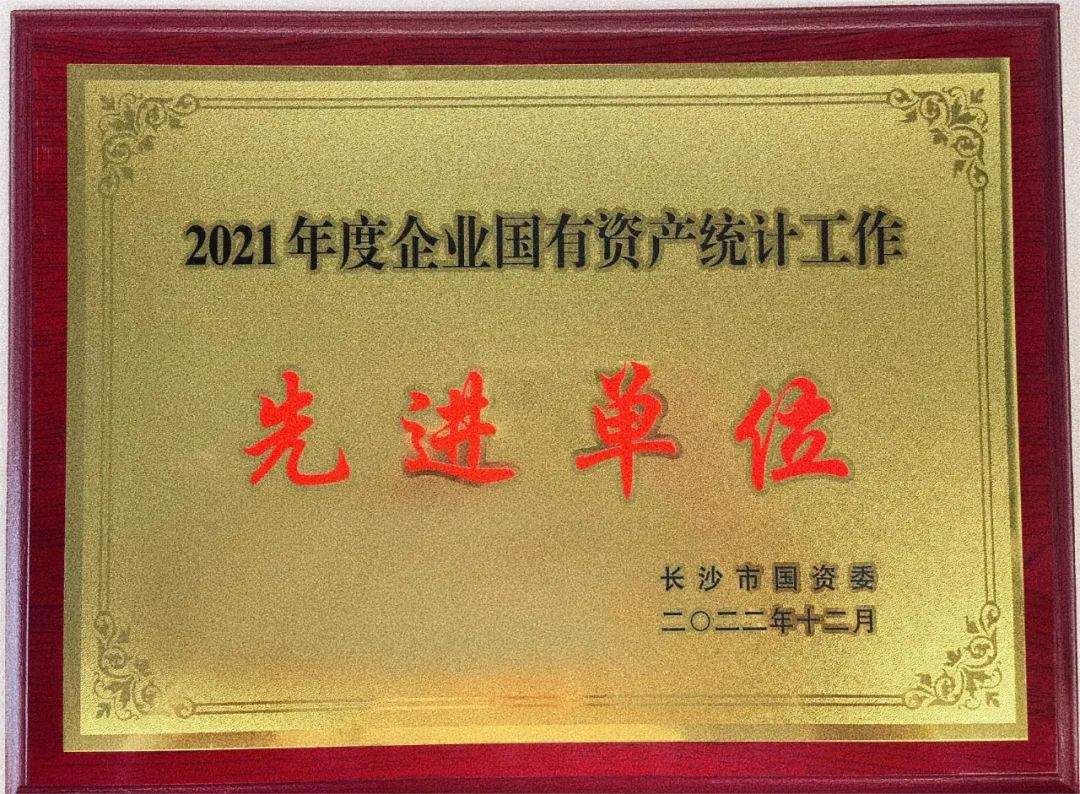 2021年度企业国有资产统计工作
先进单位
长沙市国资委
二〇二二年十二月